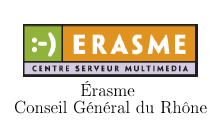 :-) ERASME
CENTRE SERVEUR MULTIMEDIA
Érasme
Conseil Général du Rhône